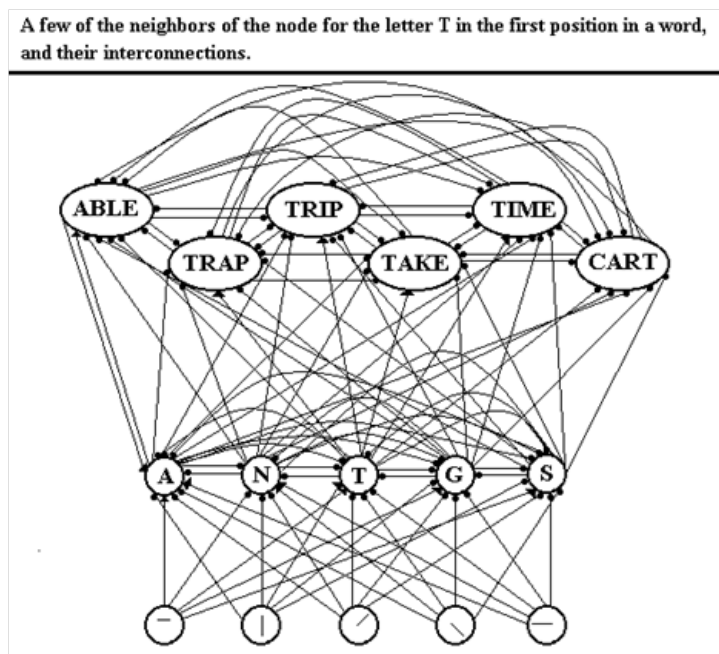 A few of the neighbors of the node for the letter T in the first position in a word,
and their interconnections.
ABLE TRIP TIME
TRAP TAKE CART
A N T G S